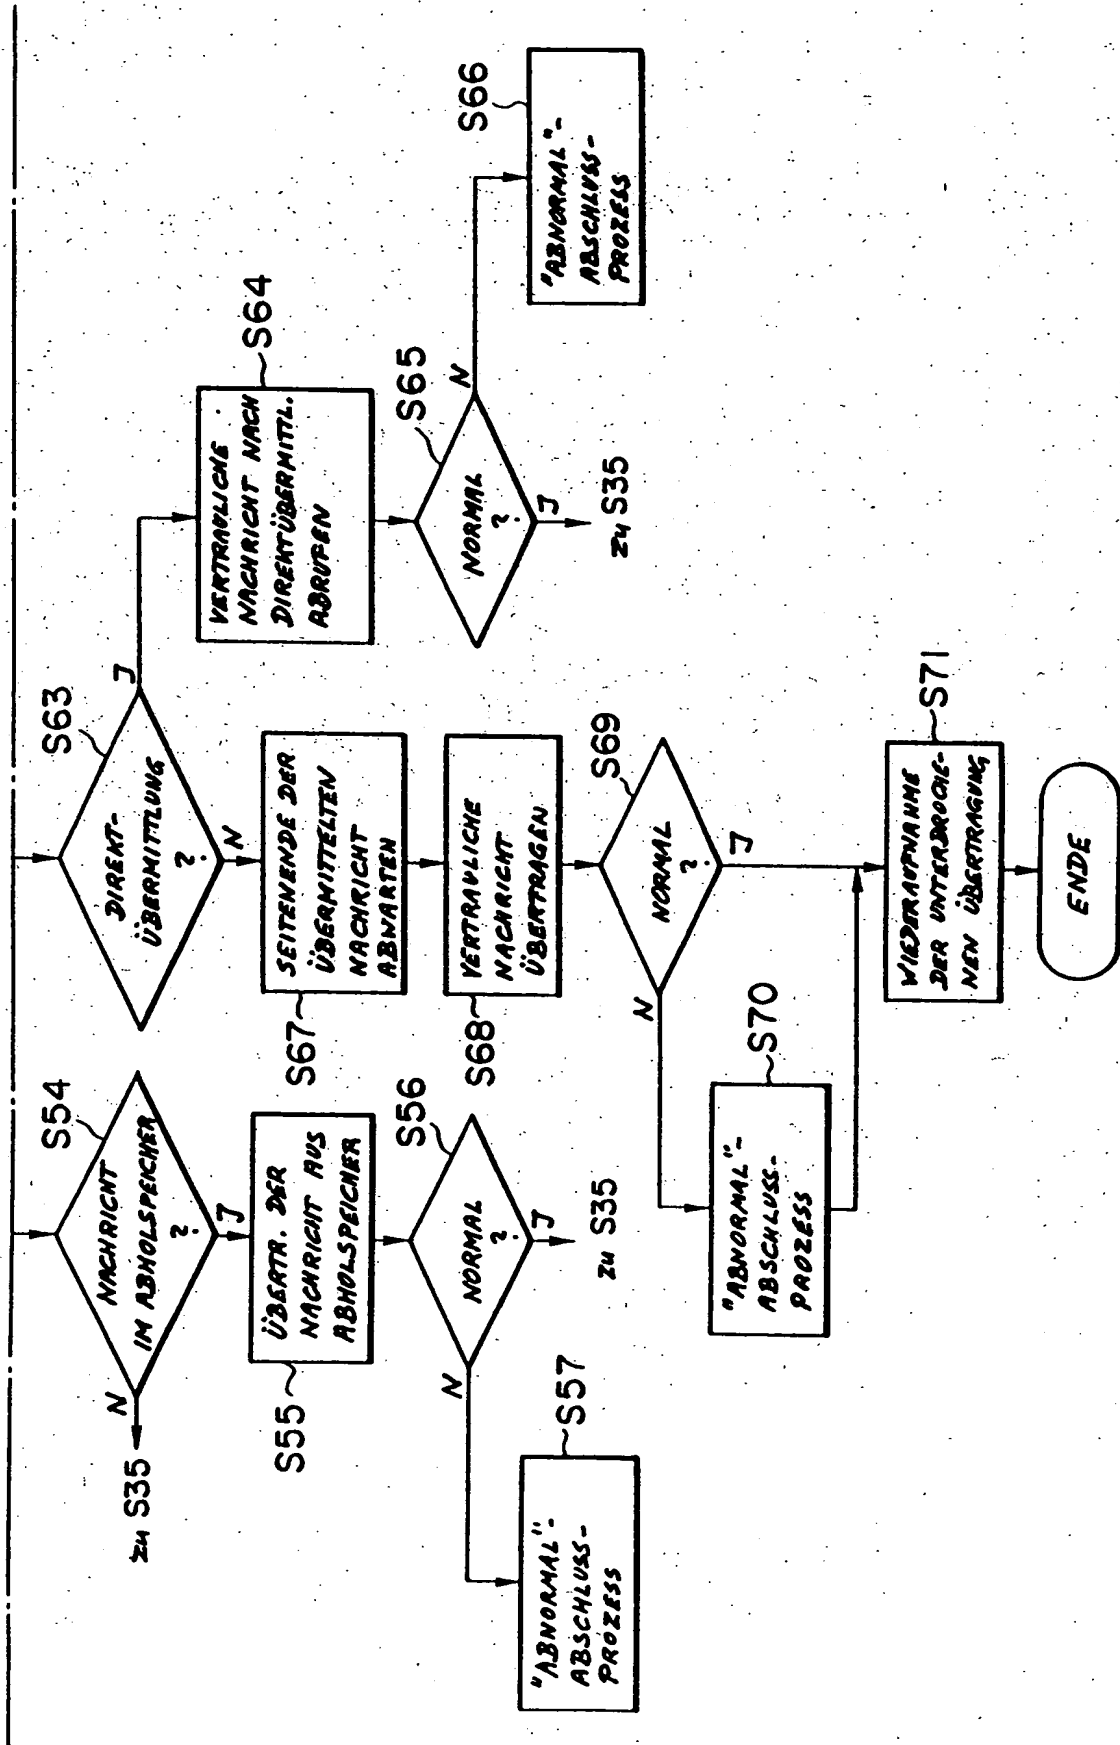 S54
NACHRICHT
IM ABHOLSPEICHER
?
N
zu S35
J
S55
ÜBERTR. DER
NACHRICHT AUS
ABHOLSPEICHER
S56
NORMAL
?
J
zu S35
N
S57
"ABNORMAL"-
ABSCHLUSS-
PROZESS
S63
DIREKT-
ÜBERMITTLUNG
?
J
N
S64
VERTRAULICHE
NACHRICHT NACH
DIREKTÜBERMITTL.
ABRUFEN
S65
NORMAL
?
N
J
zu S35
S66
"ABNORMAL"-
ABSCHLUSS-
PROZESS
S67
SEITENENDE DER
ÜBERMITTELTEN
NACHRICHT
ABWARTEN
S68
VERTRAULICHE
NACHRICHT
ÜBERTRAGEN
S69
NORMAL
?
N
J
S70
"ABNORMAL"-
ABSCHLUSS-
PROZESS
S71
WIEDERAUFNAHME
DER UNTERBROCHE-
NEN ÜBERTRAGUNG
ENDE